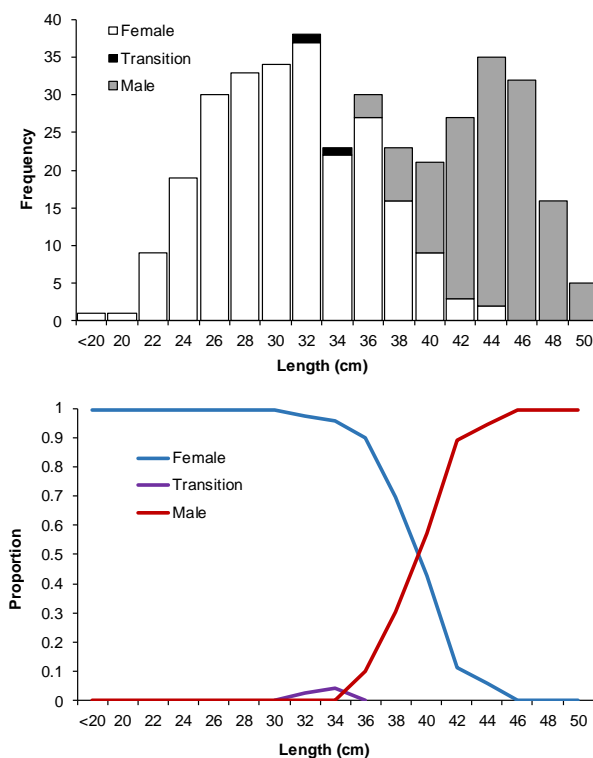 40
35
30
25
20
15
10
5
0
Frequency
Female
Transition
Male
<20 20 22 24 26 28 30 32 34 36 38 40 42 44 46 48 50
Length (cm)
1
0.9
0.8
0.7
0.6
0.5
0.4
0.3
0.2
0.1
0
Proportion
Female
Transition
Male
<20 20 22 24 26 28 30 32 34 36 38 40 42 44 46 48 50
Length (cm)